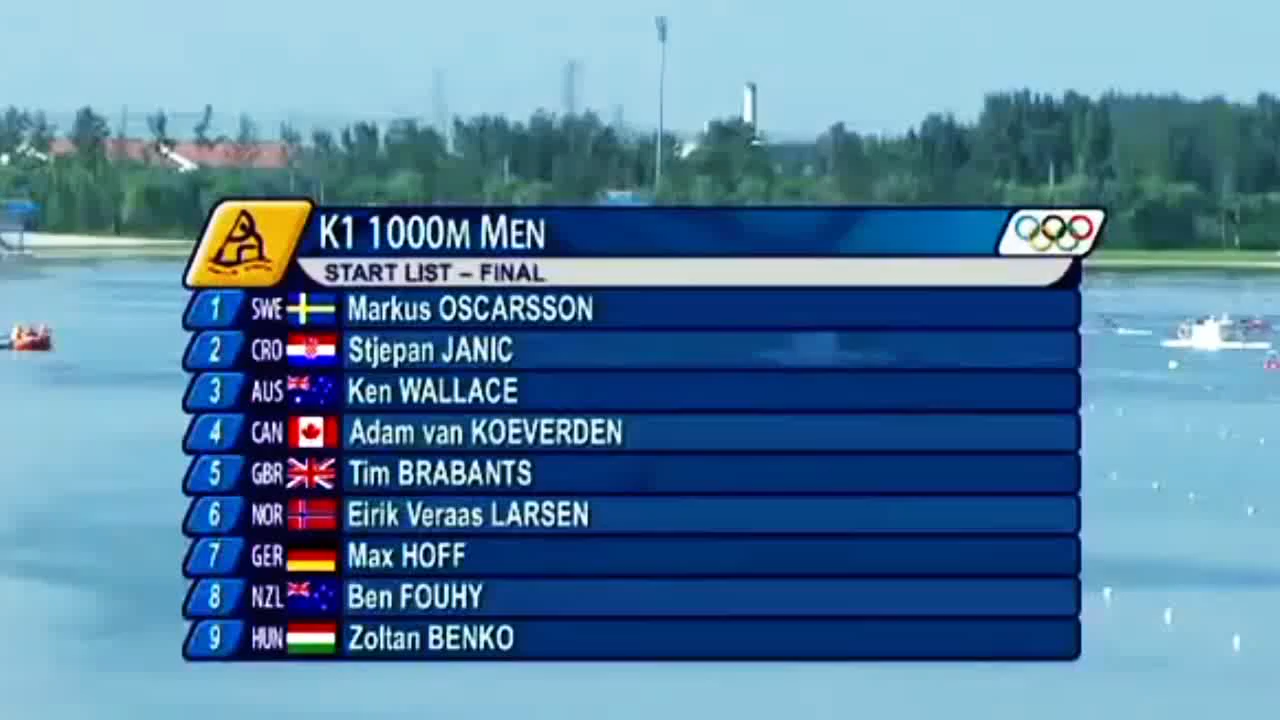 K1 1000M MEN
START LIST – FINAL
1 SWE Markus OSCARSSON
2 CRO Stjepan JANIC
3 AUS Ken WALLACE
4 CAN Adam van KOEVERDEN
5 GBR Tim BRABANTS
6 NOR Eirik Veraas LARSEN
7 GER Max HOFF
8 NZL Ben FOUHY
9 HUN Zoltan BENKO